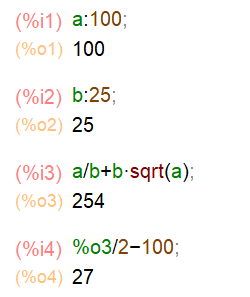 (%i1) a:100;
(%o1) 100
(%i2) b:25;
(%o2) 25
(%i3) a/b+b·sqrt(a);
(%o3) 254
(%i4) %o3/2−100;
(%o4) 27